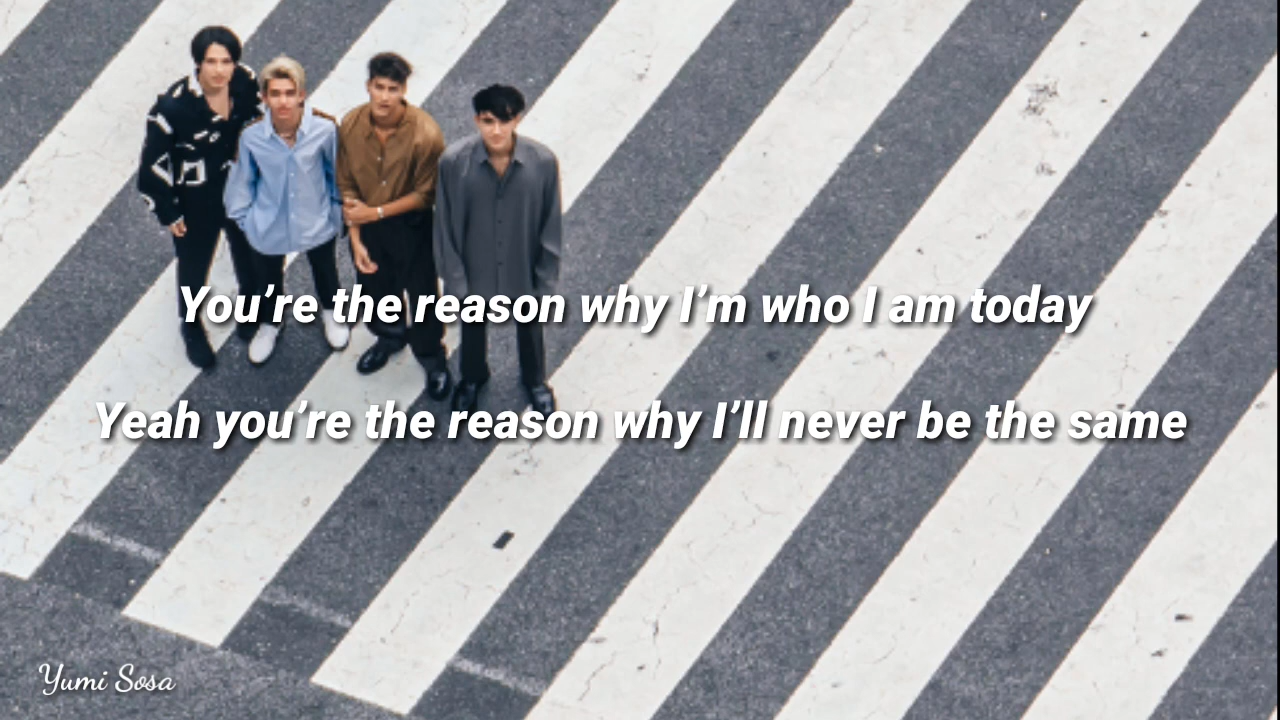 You’re the reason why I’m who I am today
Yeah you’re the reason why I’ll never be the same
Yumi Sosa